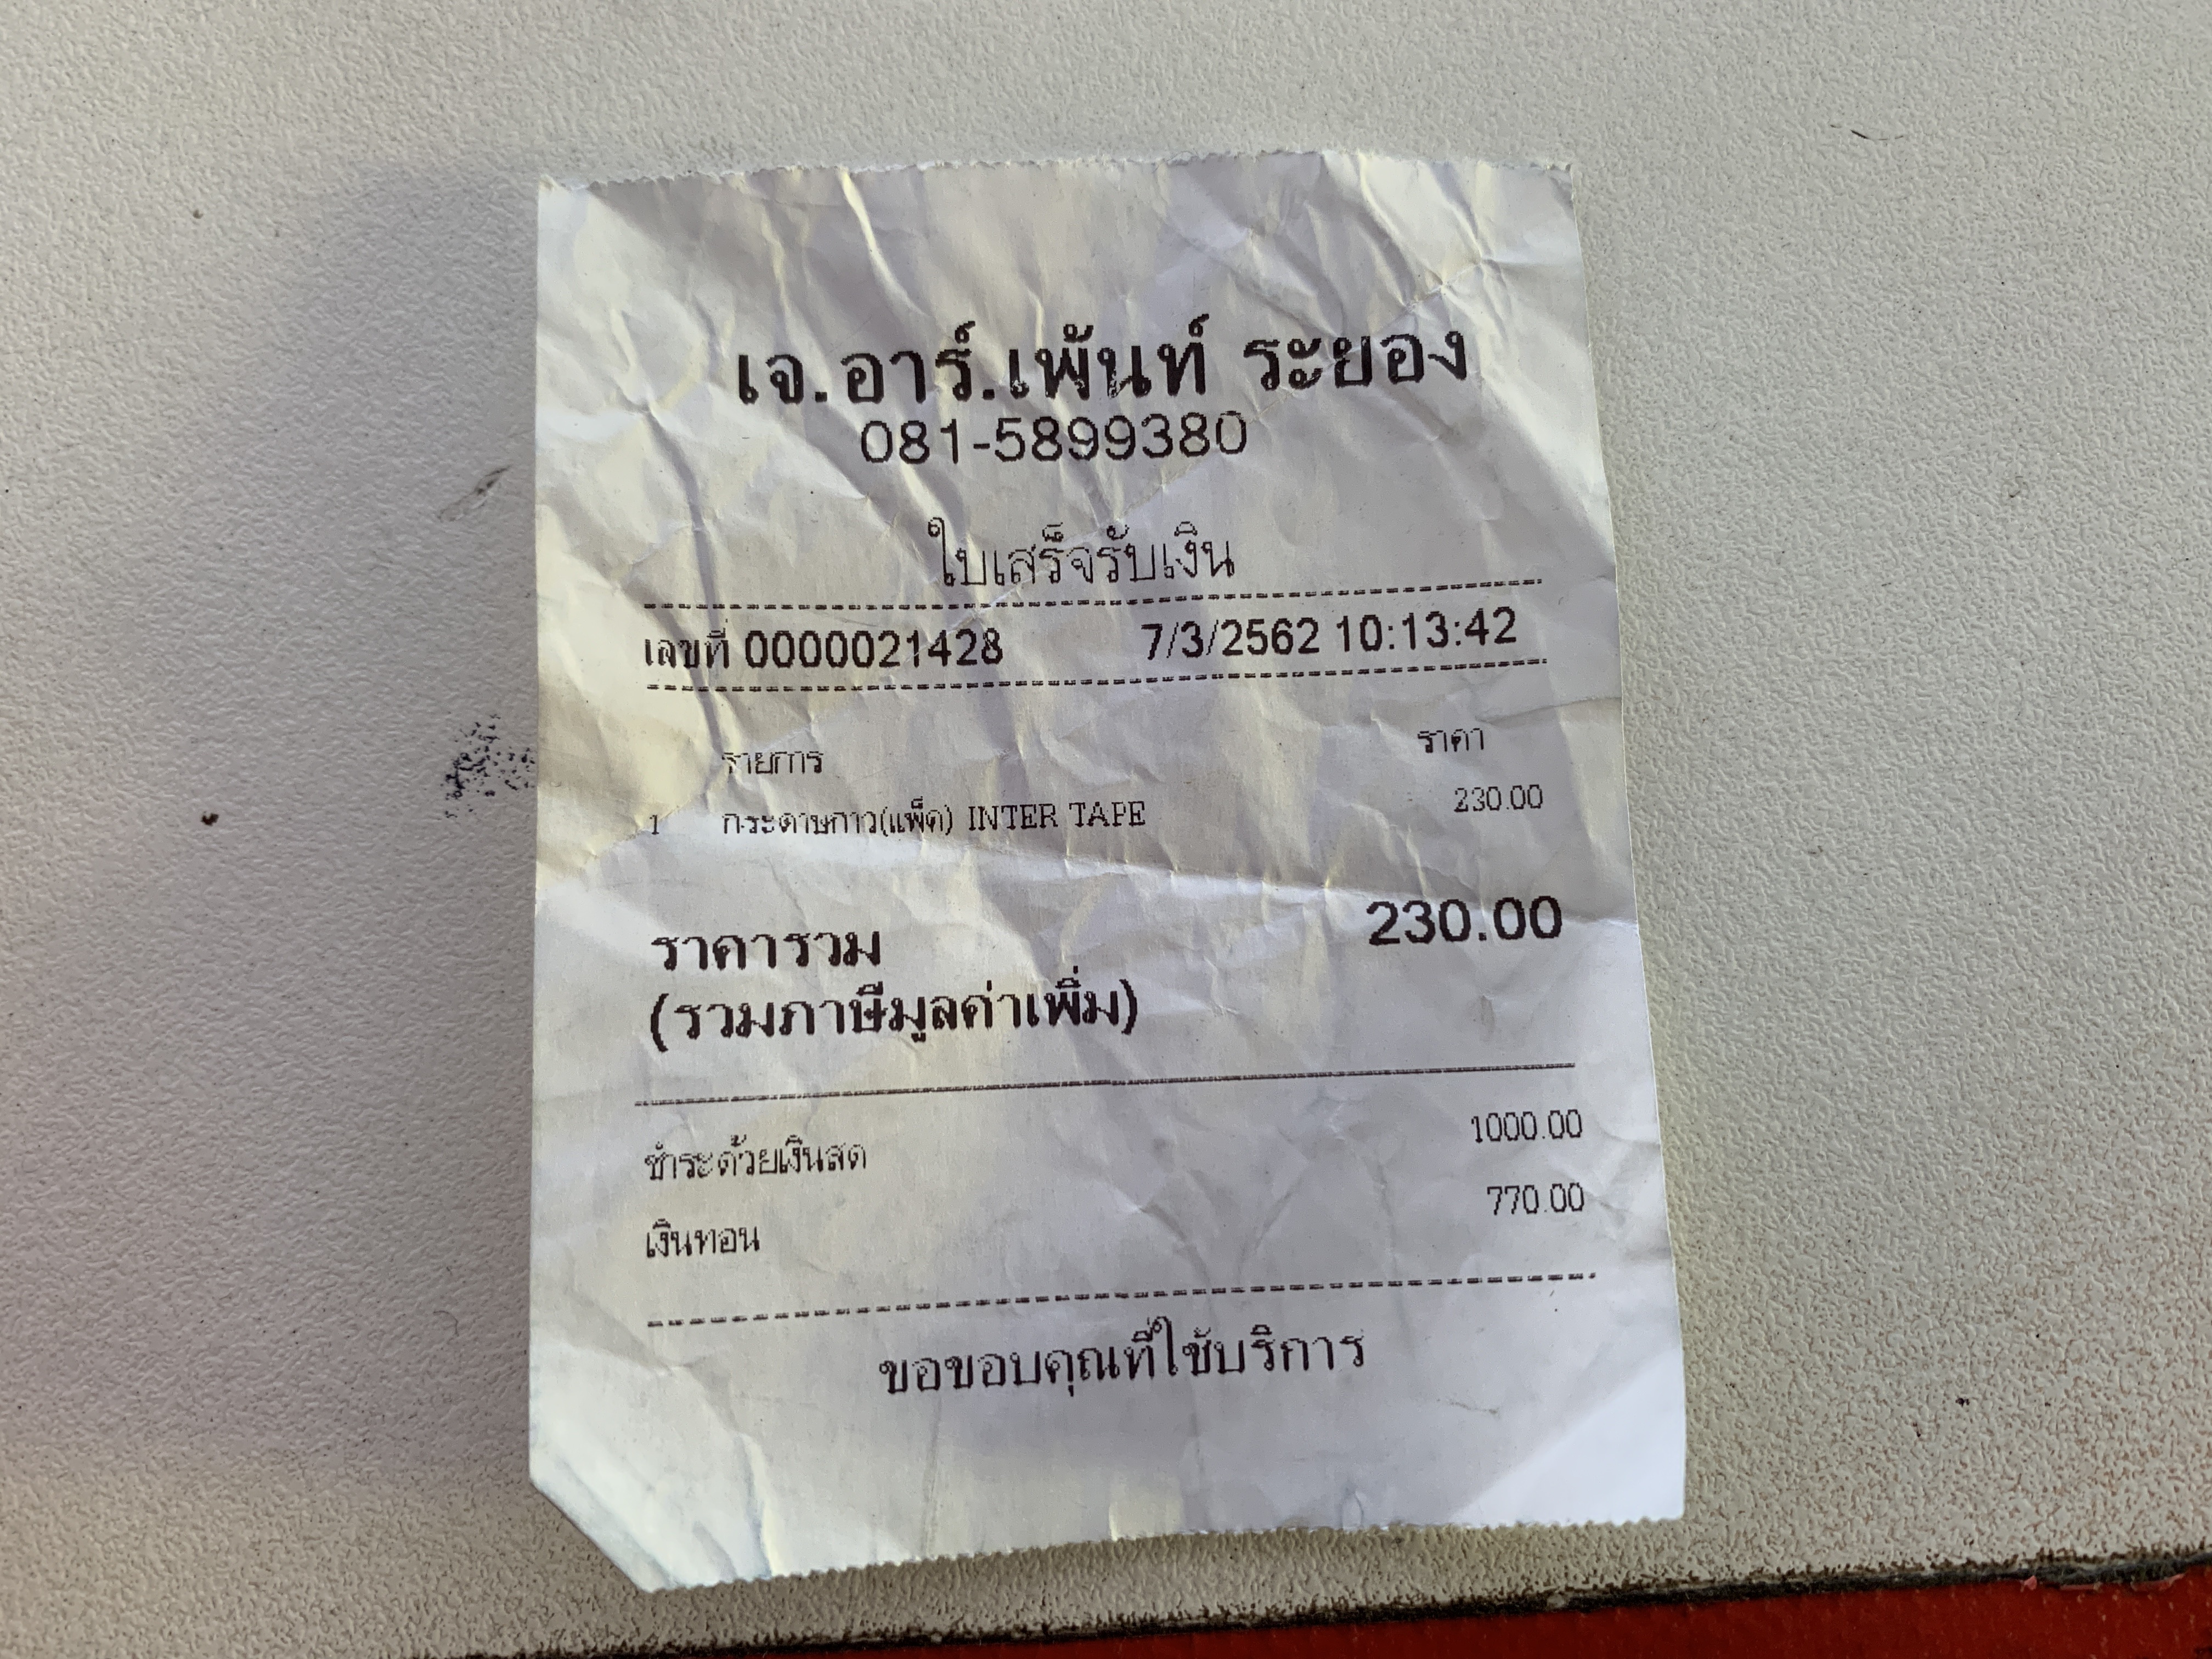 เจ.อาร์.เพ้นท์ ระยอง
081-5899380
ใบเสร็จรับเงิน
เลขที่ 0000021428 7/3/2562 10:13:42
รายการ ราคา
1 กระดาษกาว(แพ็ค) INTER TAPE 230.00
ราคารวม 230.00
(รวมภาษีมูลค่าเพิ่ม)
ชำระด้วยเงินสด 1000.00
เงินทอน 770.00
ขอขอบคุณที่ใช้บริการ